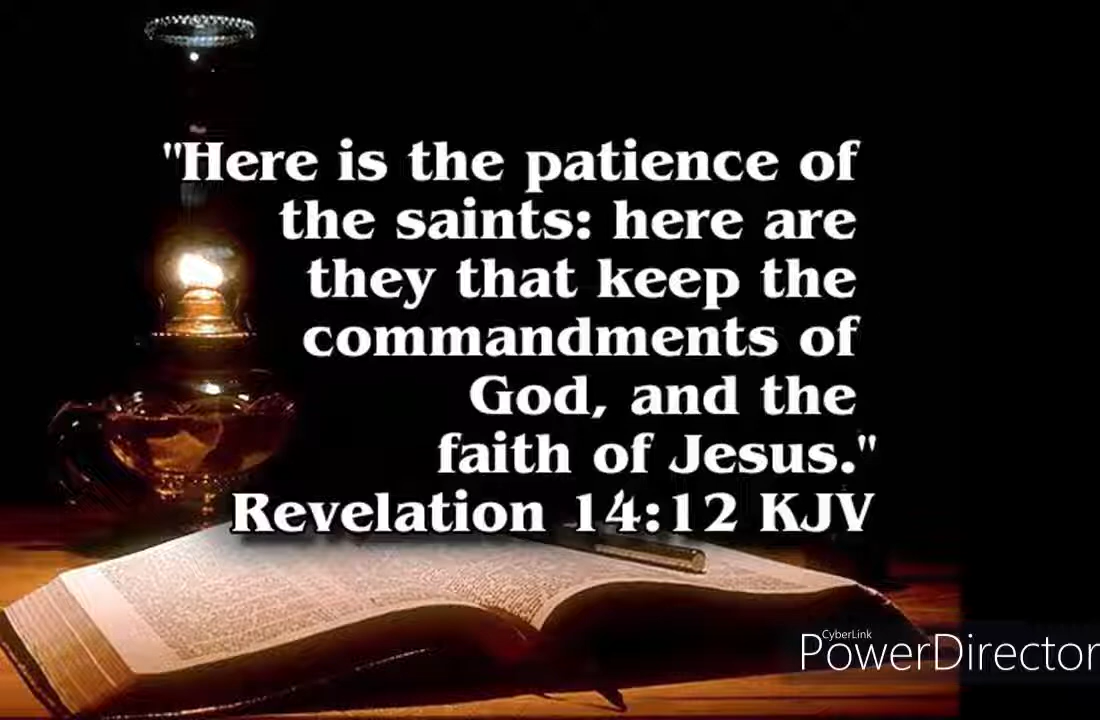 "Here is the patience of
the saints: here are
they that keep the
commandments of
God, and the
faith of Jesus."
Revelation 14:12 KJV
CyberLink
PowerDirector